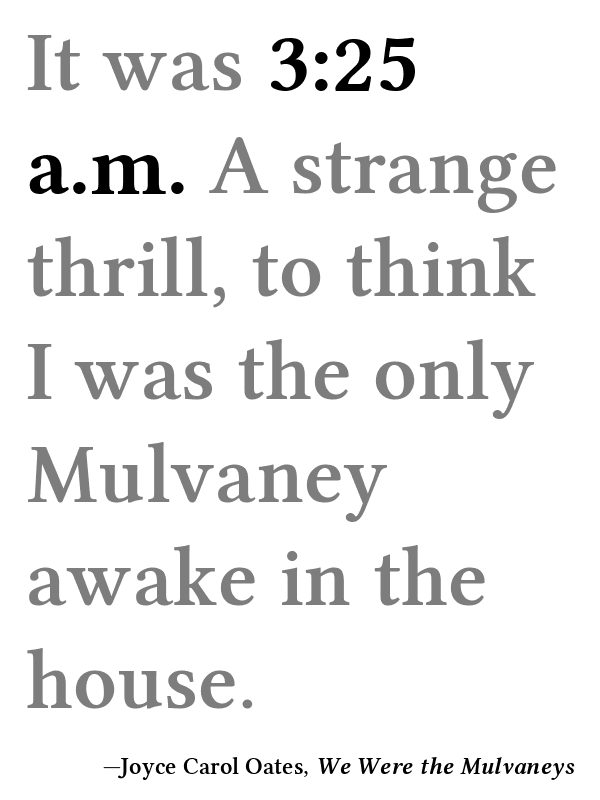 It was 3:25
a.m. A strange
thrill, to think
I was the only
Mulvaney
awake in the
house.
—Joyce Carol Oates, We Were the Mulvaneys